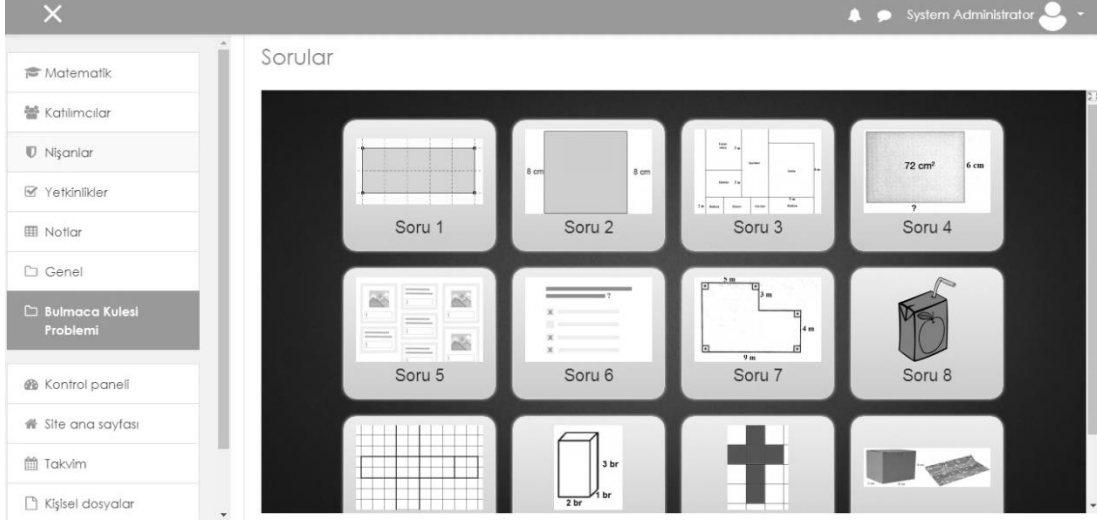 System Administrator
Matematik
Katılımcılar
Nişanlar
Yetkinlikler
Notlar
Genel
Bulmaca Kulesi
Problemi
Kontrol paneli
Site ana sayfası
Takvim
Kişisel dosyalar
Sorular
Soru 1
8 cm
8 cm
Soru 2
Soru 3
72 cm²
6 cm
?
Soru 4
Soru 5
?
Soru 6
5 m
3 m
4 m
9 m
Soru 7
Soru 8
3 br
1 br
2 br